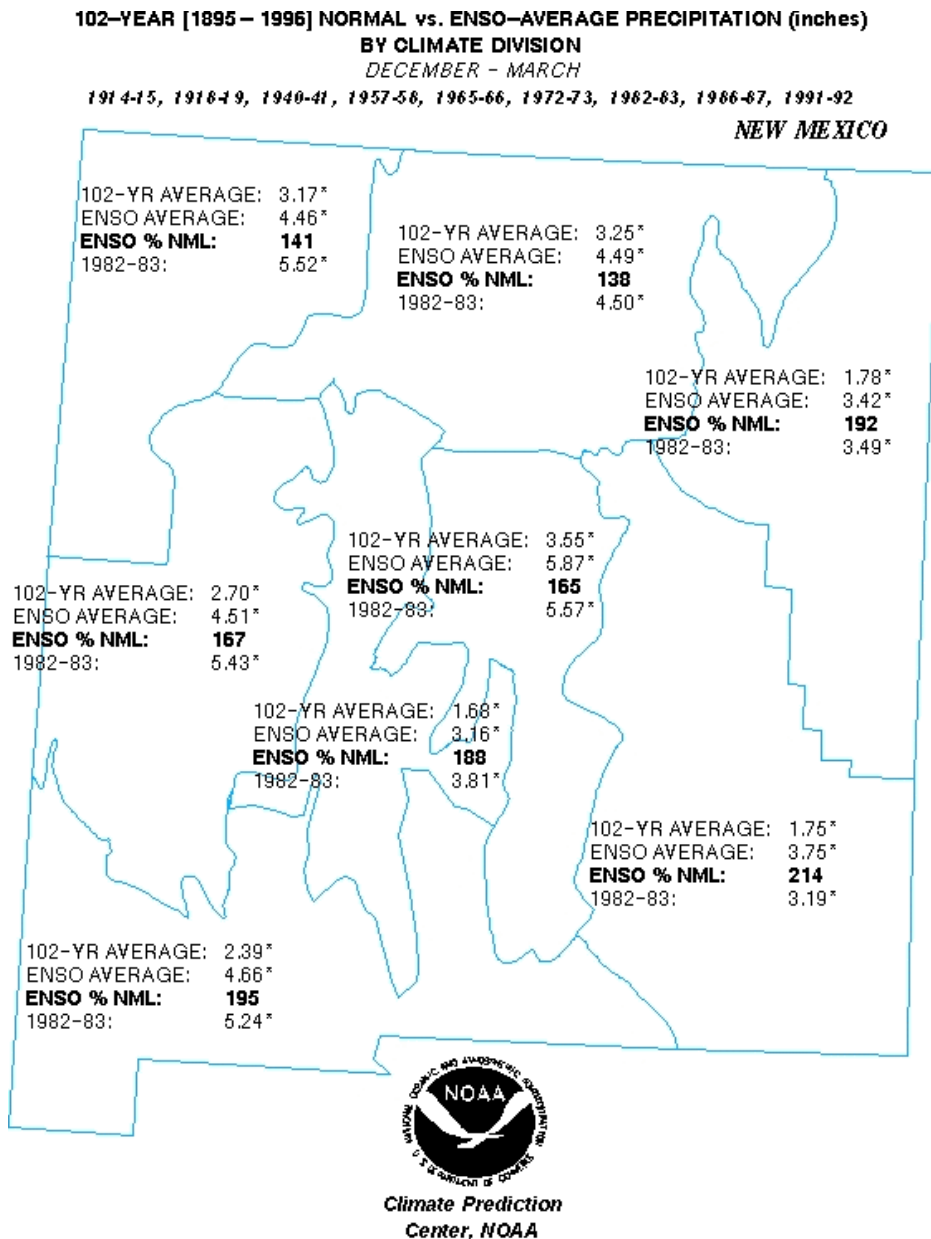 102–YEAR [1895 – 1996] NORMAL vs. ENSO–AVERAGE PRECIPITATION (inches)
BY CLIMATE DIVISION
DECEMBER – MARCH
1914-15, 1918-19, 1940-41, 1957-58, 1965-66, 1972-73, 1982-83, 1986-87, 1991-92
NEW MEXICO
102-YR AVERAGE: 3.17"
ENSO AVERAGE: 4.46"
ENSO % NML: 141
1982-83: 5.52"
102-YR AVERAGE: 3.25"
ENSO AVERAGE: 4.49"
ENSO % NML: 138
1982-83: 4.50"
102-YR AVERAGE: 1.78"
ENSO AVERAGE: 3.42"
ENSO % NML: 192
1982-83: 3.49"
102-YR AVERAGE: 3.55"
ENSO AVERAGE: 5.87"
ENSO % NML: 165
1982-83: 5.57"
102-YR AVERAGE: 2.70"
ENSO AVERAGE: 4.51"
ENSO % NML: 167
1982-83: 5.43"
102-YR AVERAGE: 1.68"
ENSO AVERAGE: 3.16"
ENSO % NML: 188
1982-83: 3.81"
102-YR AVERAGE: 1.75"
ENSO AVERAGE: 3.75"
ENSO % NML: 214
1982-83: 3.19"
102-YR AVERAGE: 2.39"
ENSO AVERAGE: 4.66"
ENSO % NML: 195
1982-83: 5.24"
NATIONAL OCEANIC AND ATMOSPHERIC ADMINISTRATION
NOAA
U.S. DEPARTMENT OF COMMERCE
Climate Prediction
Center, NOAA